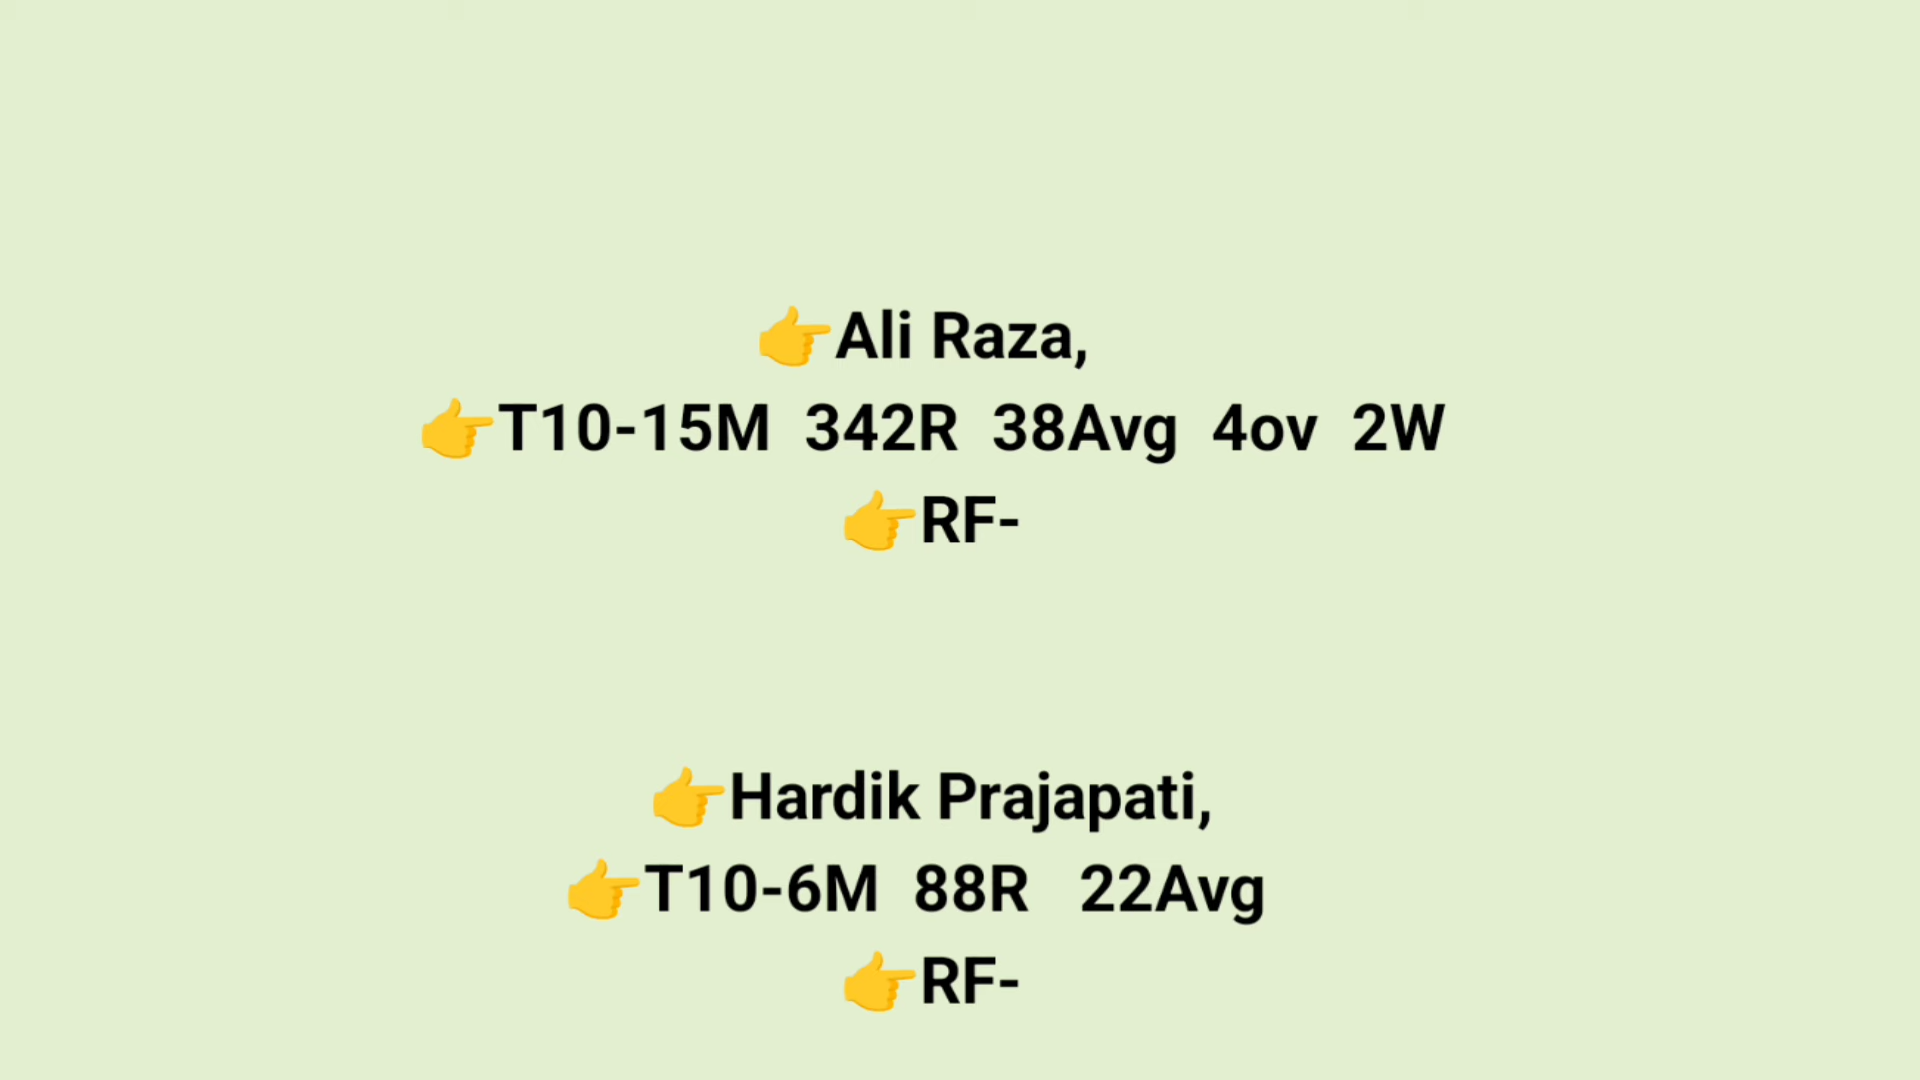 👉Ali Raza,
👉T10-15M 342R 38Avg 4ov 2W
👉RF-
👉Hardik Prajapati,
👉T10-6M 88R 22Avg
👉RF-